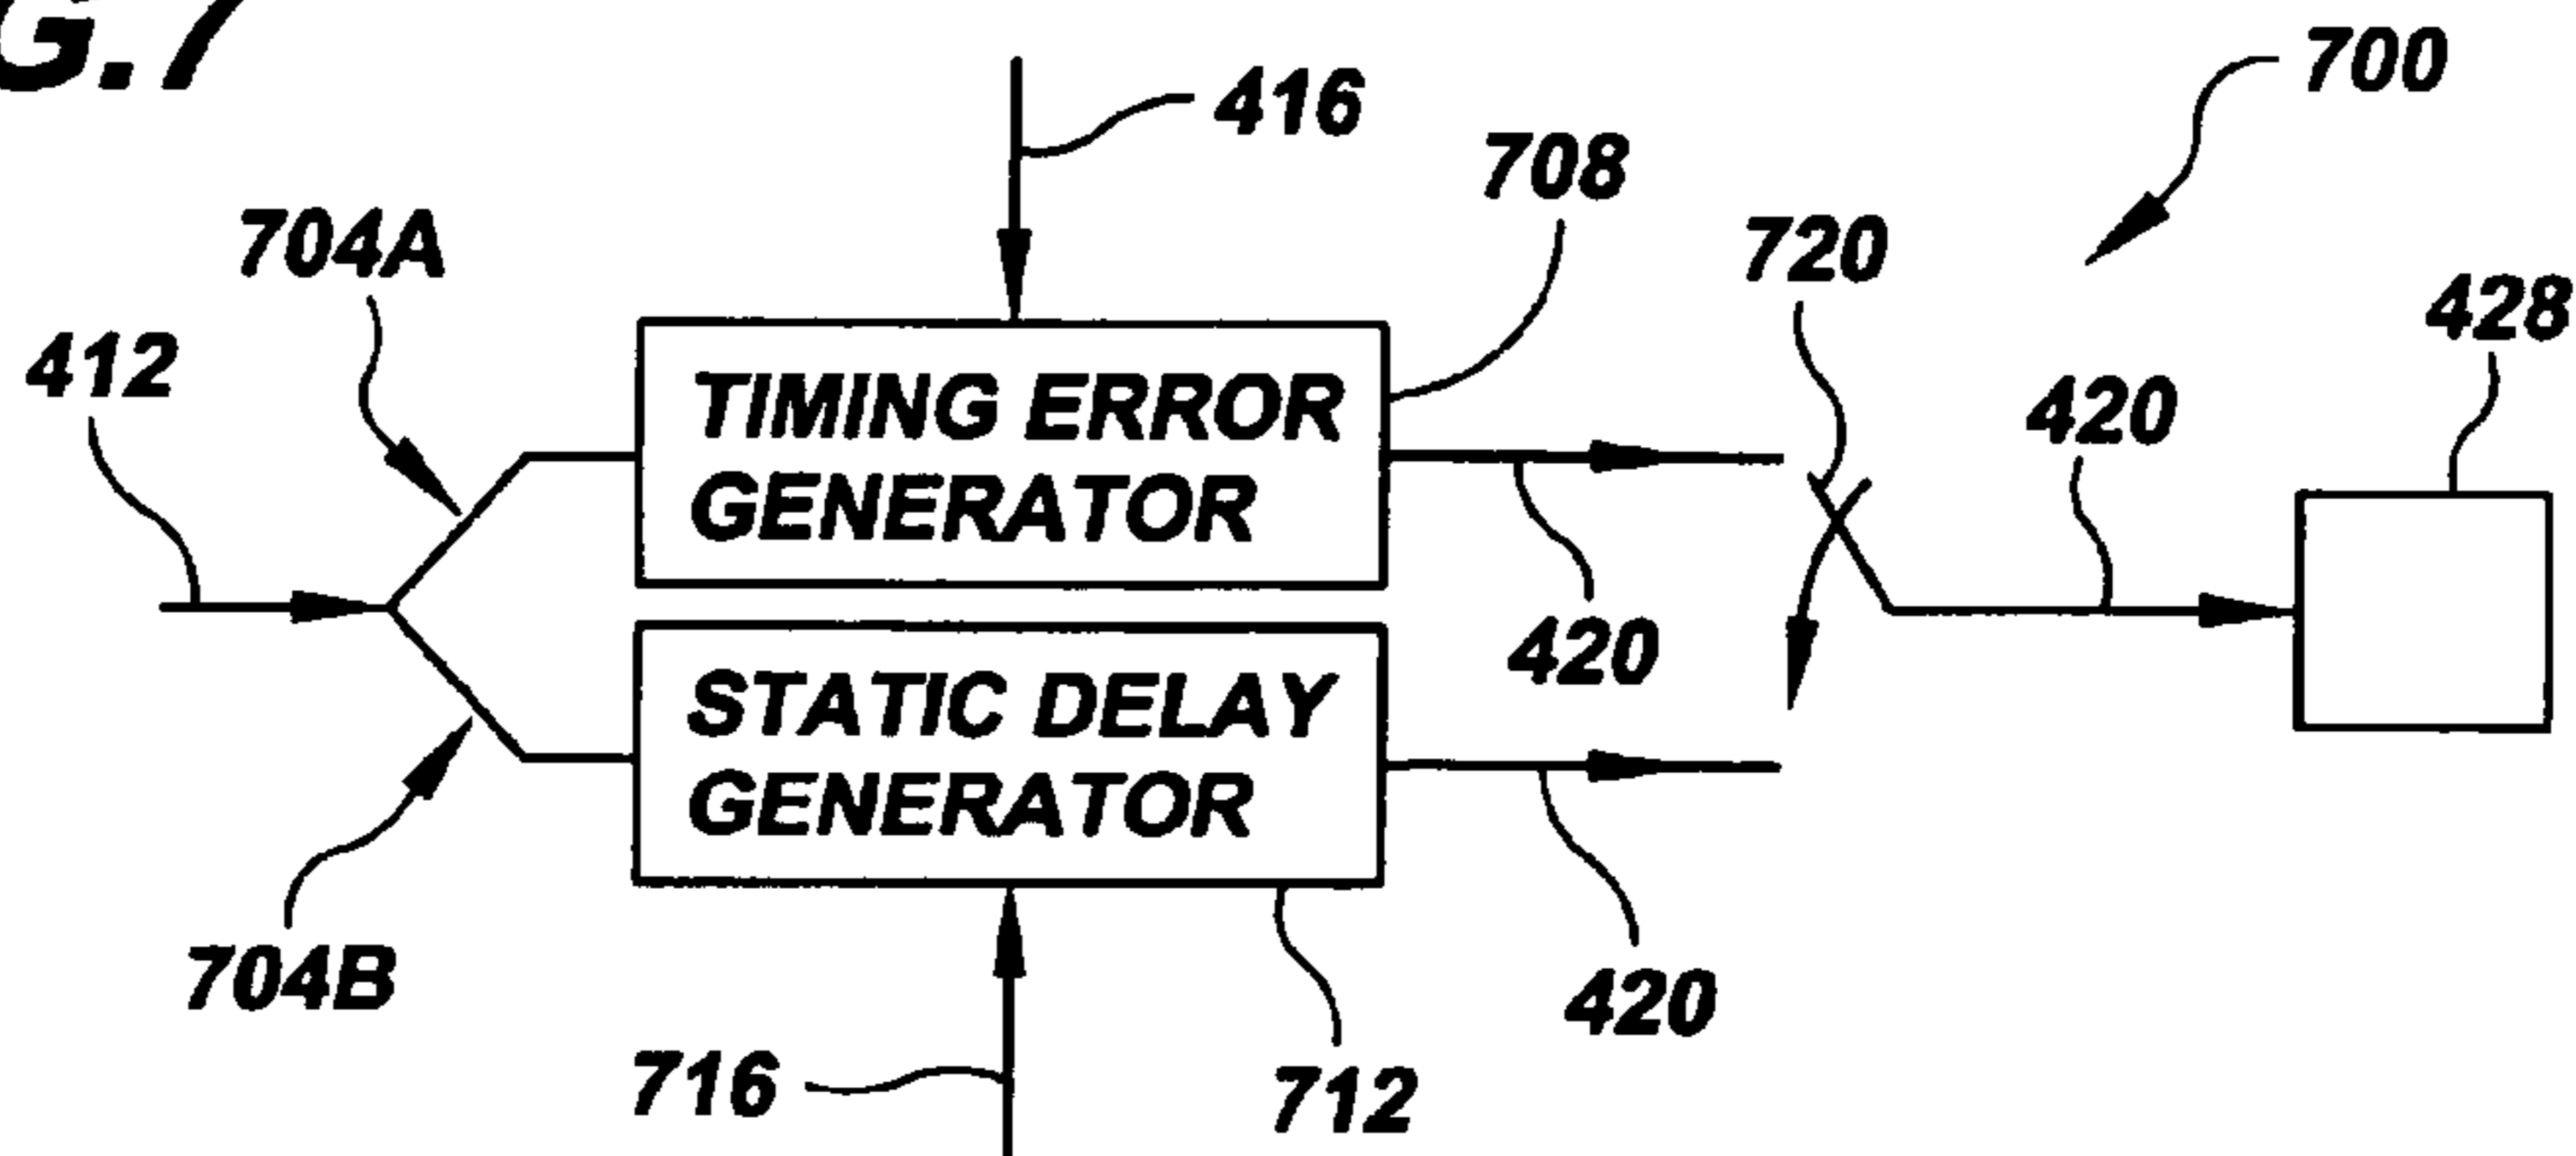 G.7
700
416
708
704A
720
428
412
420
TIMING ERROR
GENERATOR
420
STATIC DELAY
GENERATOR
704B
420
716
712